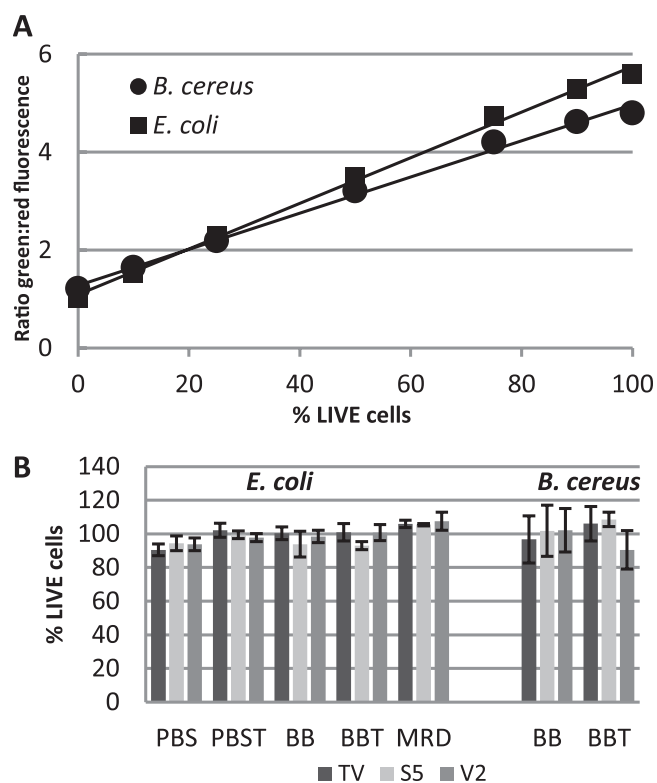 A
6
4
2
0
Ratio green:red fluorescence
B. cereus
E. coli
0 20 40 60 80 100
% LIVE cells
B
140
120
100
80
60
40
20
0
% LIVE cells
E. coli B. cereus
PBS PBST BB BBT MRD BB BBT
TV S5 V2